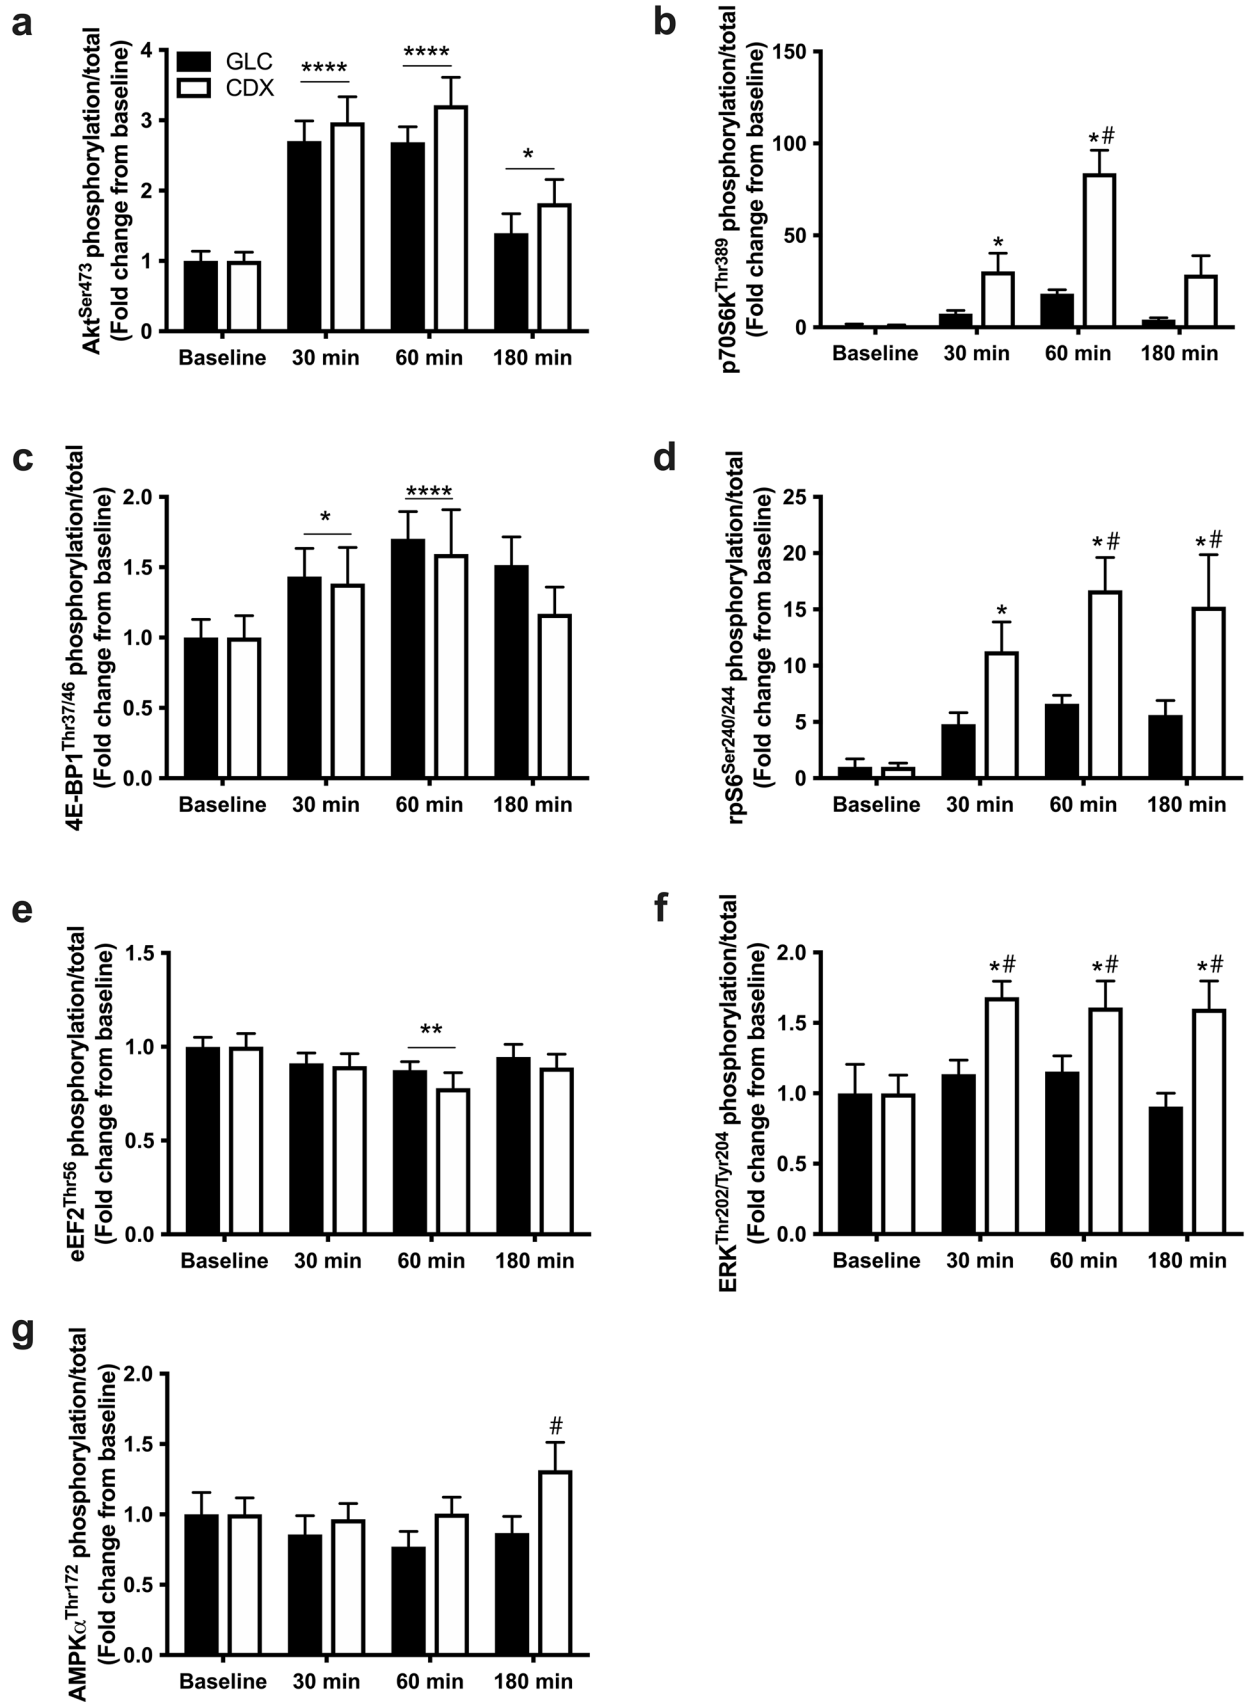 a
Akt^Ser473 phosphorylation/total
(Fold change from baseline)
4
3
2
1
0
GLC
CDX
****
****
*
Baseline 30 min 60 min 180 min
b
p70S6K^Thr389 phosphorylation/total
(Fold change from baseline)
150
100
50
0
*
*#
Baseline 30 min 60 min 180 min
c
4E-BP1^Thr37/46 phosphorylation/total
(Fold change from baseline)
2.0
1.5
1.0
0.5
0.0
*
****
Baseline 30 min 60 min 180 min
d
rpS6^Ser240/244 phosphorylation/total
(Fold change from baseline)
25
20
15
10
5
0
*
*#
*#
Baseline 30 min 60 min 180 min
e
eEF2^Thr56 phosphorylation/total
(Fold change from baseline)
1.5
1.0
0.5
0.0
**
Baseline 30 min 60 min 180 min
f
ERK^Thr202/Tyr204 phosphorylation/total
(Fold change from baseline)
2.0
1.5
1.0
0.5
0.0
*#
*#
*#
Baseline 30 min 60 min 180 min
g
AMPKα^Thr172 phosphorylation/total
(Fold change from baseline)
2.0
1.5
1.0
0.5
0.0
#
Baseline 30 min 60 min 180 min